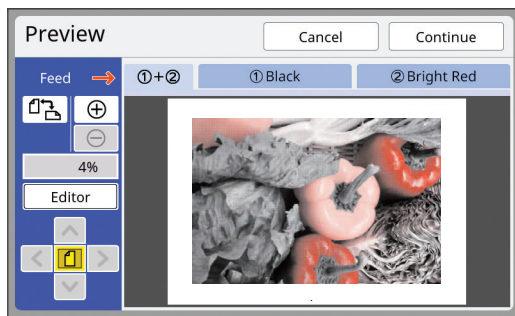 Preview
Cancel
Continue
Feed
①+②
① Black
② Bright Red
4%
Editor